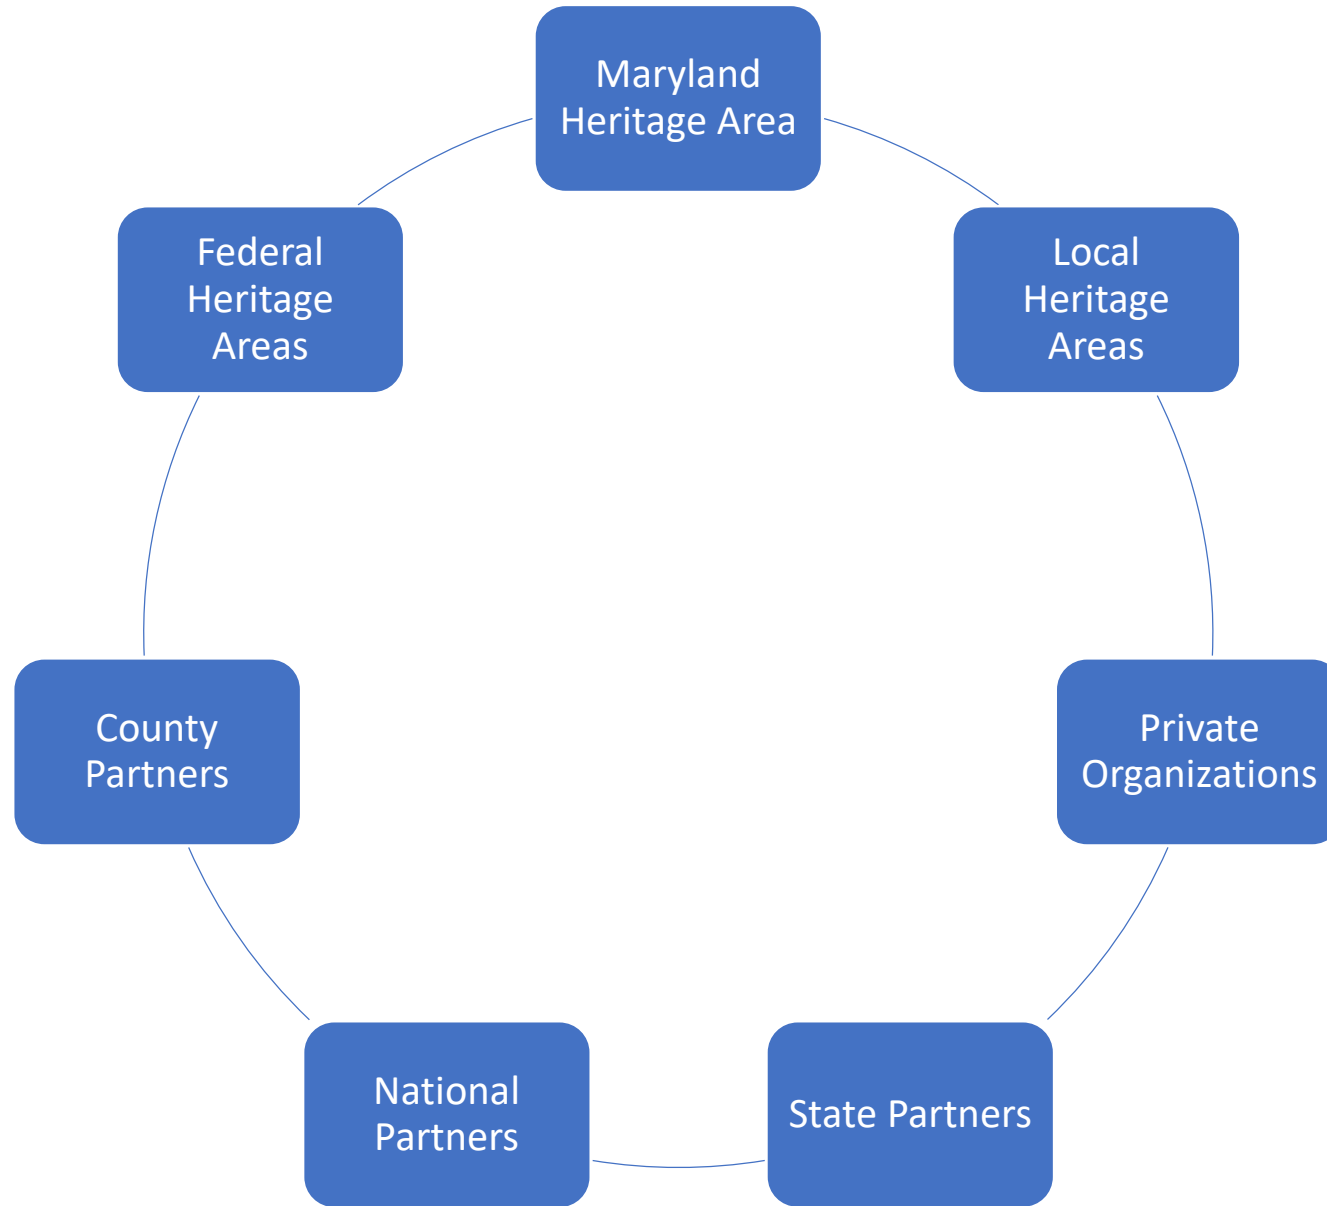 Maryland
Heritage Area
Federal
Heritage
Areas
Local
Heritage
Areas
County
Partners
Private
Organizations
National
Partners
State Partners